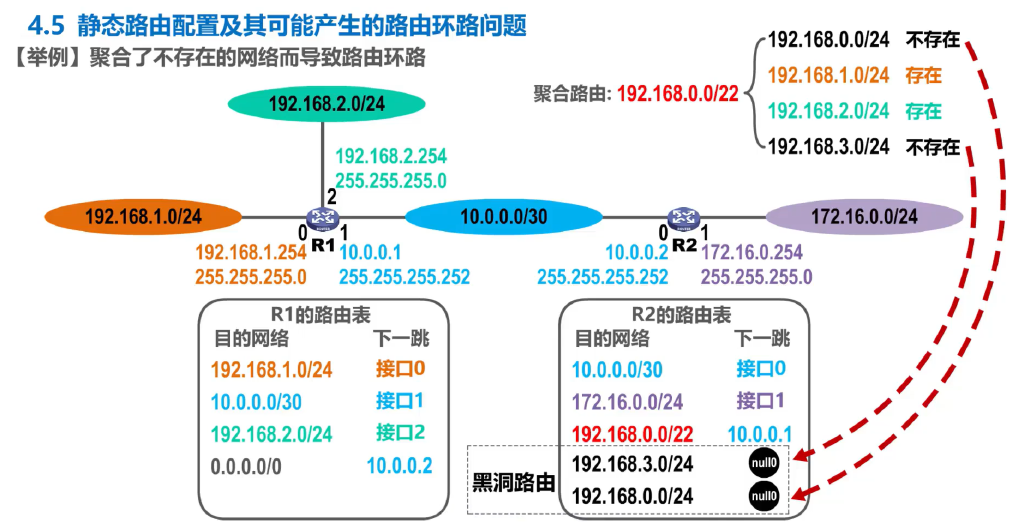 4.5 静态路由配置及其可能产生的路由环路问题
【举例】聚合了不存在的网络而导致路由环路
聚合路由: 192.168.0.0/22
192.168.0.0/24 不存在
192.168.1.0/24 存在
192.168.2.0/24 存在
192.168.3.0/24 不存在
192.168.2.0/24
192.168.2.254
255.255.255.0
2
192.168.1.0/24
0
R1
1
10.0.0.0/30
0
R2
1
172.16.0.0/24
192.168.1.254
255.255.255.0
10.0.0.1
255.255.255.252
10.0.0.2
255.255.255.252
172.16.0.254
255.255.255.0
R1的路由表
目的网络 下一跳
192.168.1.0/24 接口0
10.0.0.0/30 接口1
192.168.2.0/24 接口2
0.0.0.0/0 10.0.0.2
R2的路由表
目的网络 下一跳
10.0.0.0/30 接口0
172.16.0.0/24 接口1
192.168.0.0/22 10.0.0.1
黑洞路由
192.168.3.0/24 null0
192.168.0.0/24 null0